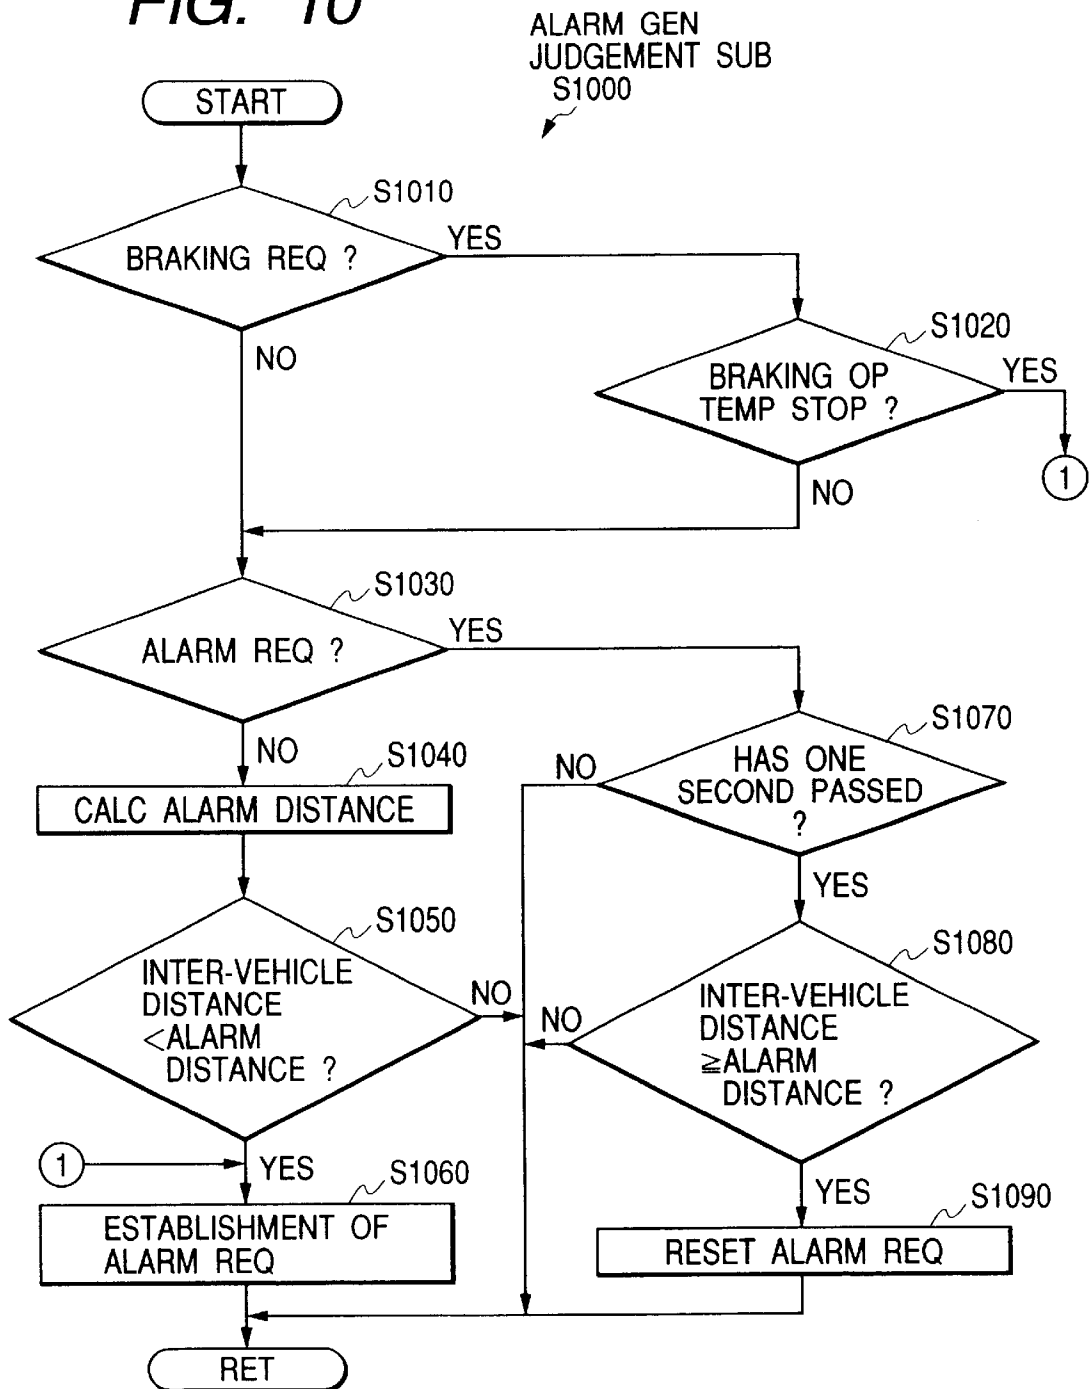 FIG. 10
ALARM GEN
JUDGEMENT SUB
S1000
START
S1010
BRAKING REQ ?
YES
NO
S1020
BRAKING OP
TEMP STOP ?
YES
1
NO
S1030
ALARM REQ ?
YES
NO
S1040
CALC ALARM DISTANCE
S1070
HAS ONE
SECOND PASSED
?
NO
YES
S1050
INTER-VEHICLE
DISTANCE
<ALARM
DISTANCE ?
NO
S1080
INTER-VEHICLE
DISTANCE
≧ALARM
DISTANCE ?
NO
1
YES
S1060
ESTABLISHMENT OF
ALARM REQ
YES
S1090
RESET ALARM REQ
RET